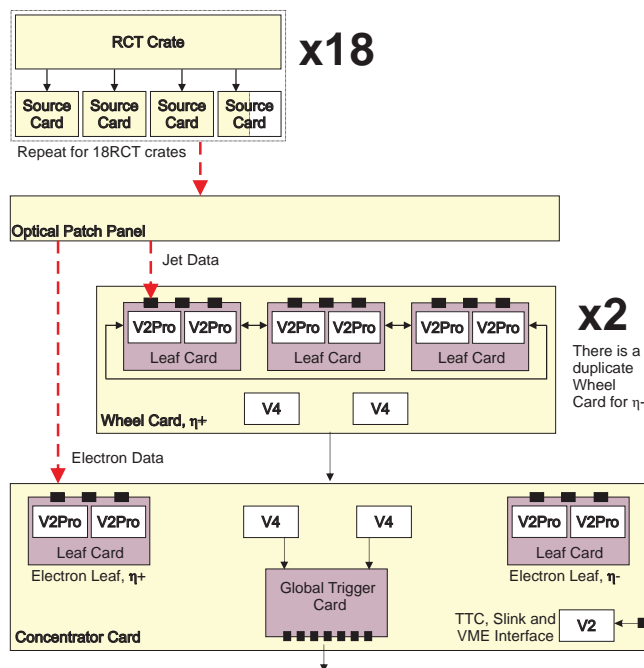 RCT Crate
x18
Source Card
Source Card
Source Card
Source Card
Repeat for 18RCT crates
Optical Patch Panel
Jet Data
V2Pro V2Pro
Leaf Card
V2Pro V2Pro
Leaf Card
V2Pro V2Pro
Leaf Card
x2
There is a
duplicate
Wheel
Card for η-
V4
V4
Wheel Card, η+
Electron Data
V2Pro V2Pro
Leaf Card
Electron Leaf, η+
V4
V4
Global Trigger
Card
V2Pro V2Pro
Leaf Card
Electron Leaf, η-
TTC, Slink and
VME Interface
V2
Concentrator Card